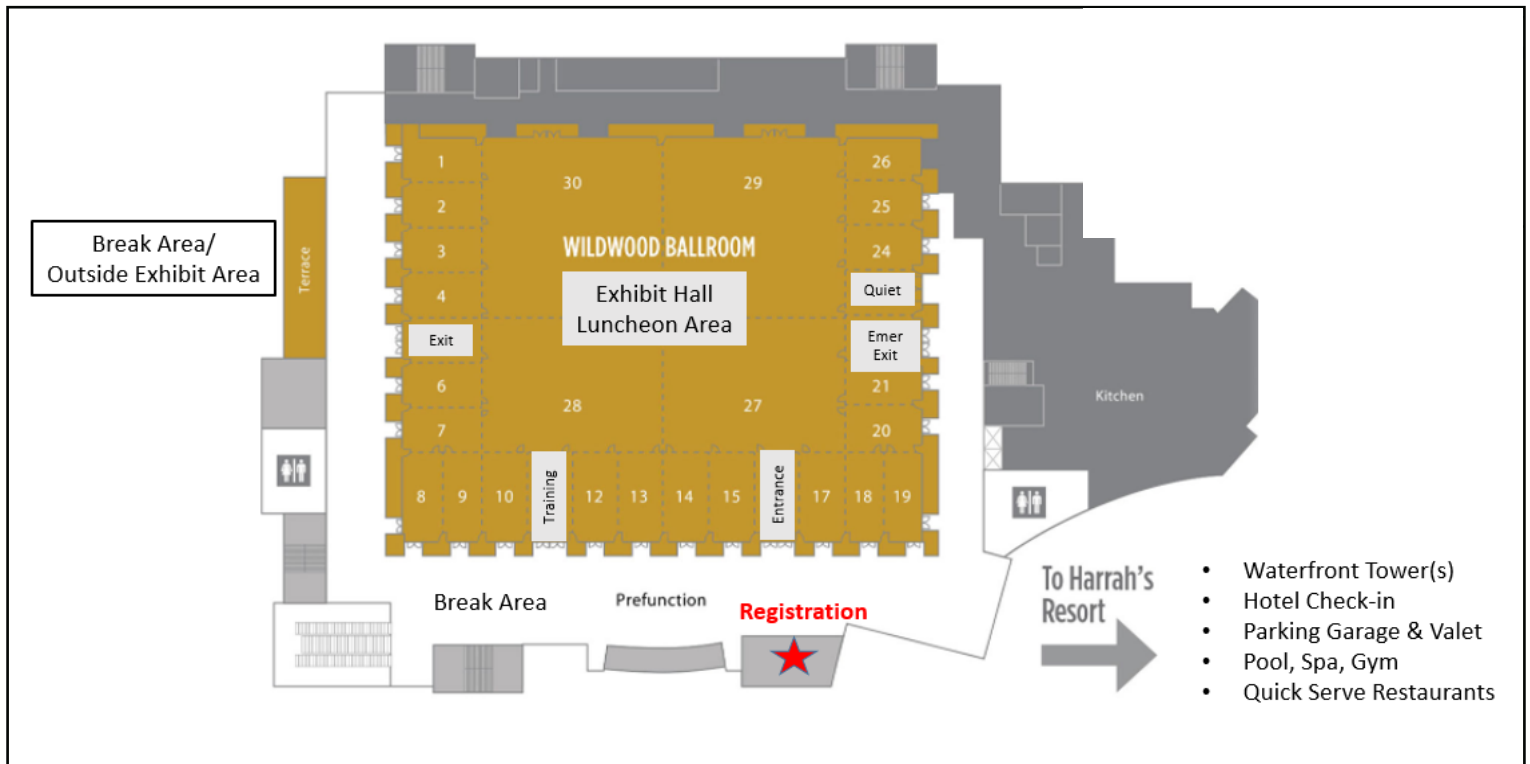 1
26
30
29
2
25
Break Area/
Outside Exhibit Area
Terrace
3
WILDWOOD BALLROOM
24
4
Exhibit Hall
Luncheon Area
Quiet
Exit
Emer
Exit
6
21
Kitchen
28
27
7
20
8
9
10
Training
12
13
14
15
Entrance
17
18
19
Break Area
Prefunction
Registration
To Harrah's
Resort
• Waterfront Tower(s)
• Hotel Check-in
• Parking Garage & Valet
• Pool, Spa, Gym
• Quick Serve Restaurants